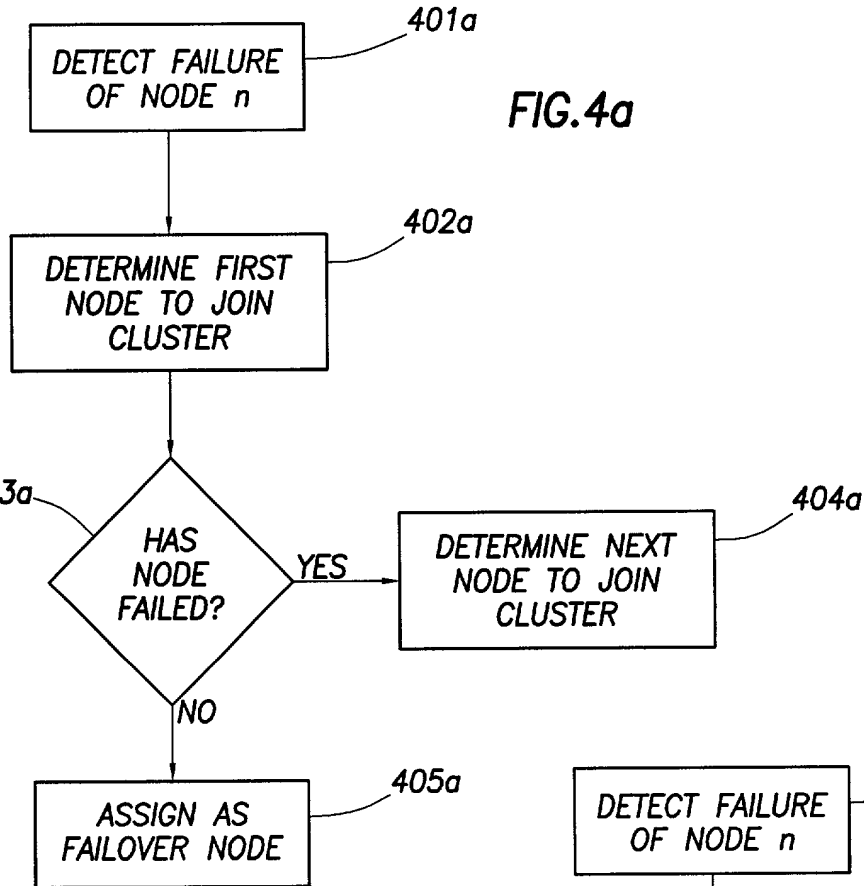 401a
DETECT FAILURE
OF NODE n
FIG.4a
402a
DETERMINE FIRST
NODE TO JOIN
CLUSTER
3a
404a
HAS
NODE
FAILED?
YES
DETERMINE NEXT
NODE TO JOIN
CLUSTER
NO
405a
ASSIGN AS
FAILOVER NODE
DETECT FAILURE
OF NODE n